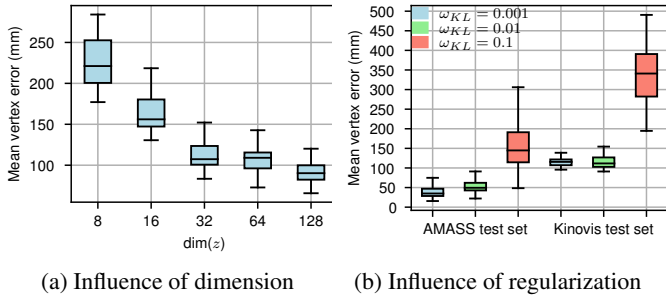 Mean vertex error (mm)
250
200
150
100
8 16 32 64 128
dim(z)
(a) Influence of dimension
Mean vertex error (mm)
500
450
400
350
300
250
200
150
100
50
0
ω_KL = 0.001
ω_KL = 0.01
ω_KL = 0.1
AMASS test set Kinovis test set
(b) Influence of regularization